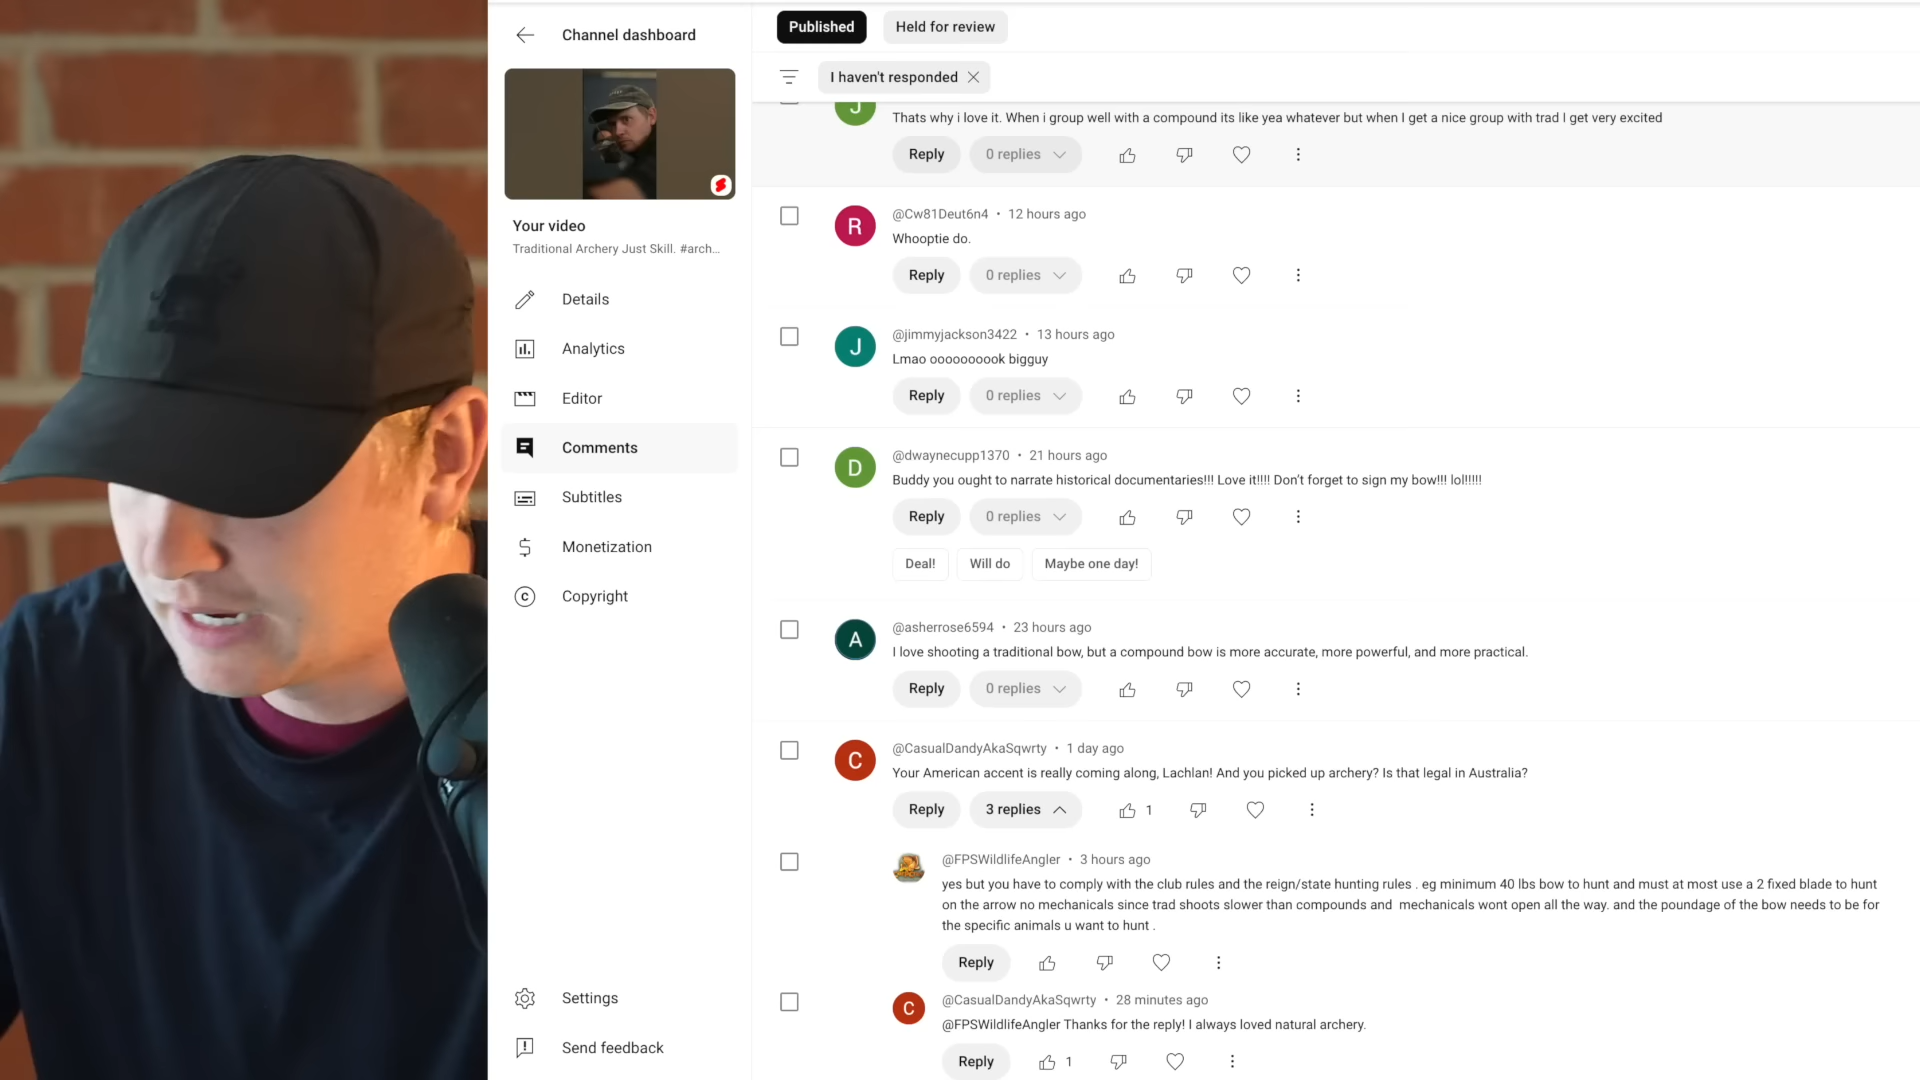 Channel dashboard
Your video
Traditional Archery Just Skill. #arch...
Details
Analytics
Editor
Comments
Subtitles
Monetization
Copyright
Settings
Send feedback
Published
Held for review
I haven't responded
J
Thats why i love it. When i group well with a compound its like yea whatever but when I get a nice group with trad I get very excited
Reply
0 replies
R
@Cw81Deut6n4 • 12 hours ago
Whooptie do.
Reply
0 replies
J
@jimmyjackson3422 • 13 hours ago
Lmao ooooooooook bigguy
Reply
0 replies
D
@dwaynecupp1370 • 21 hours ago
Buddy you ought to narrate historical documentaries!!! Love it!!!! Don't forget to sign my bow!!! lol!!!!!
Reply
0 replies
Deal!
Will do
Maybe one day!
A
@asherrose6594 • 23 hours ago
I love shooting a traditional bow, but a compound bow is more accurate, more powerful, and more practical.
Reply
0 replies
C
@CasualDandyAkaSqwrty • 1 day ago
Your American accent is really coming along, Lachlan! And you picked up archery? Is that legal in Australia?
Reply
3 replies
1
@FPSWildlifeAngler • 3 hours ago
yes but you have to comply with the club rules and the reign/state hunting rules . eg minimum 40 lbs bow to hunt and must at most use a 2 fixed blade to hunt
on the arrow no mechanicals since trad shoots slower than compounds and mechanicals wont open all the way. and the poundage of the bow needs to be for
the specific animals u want to hunt .
Reply
C
@CasualDandyAkaSqwrty • 28 minutes ago
@FPSWildlifeAngler Thanks for the reply! I always loved natural archery.
Reply
1